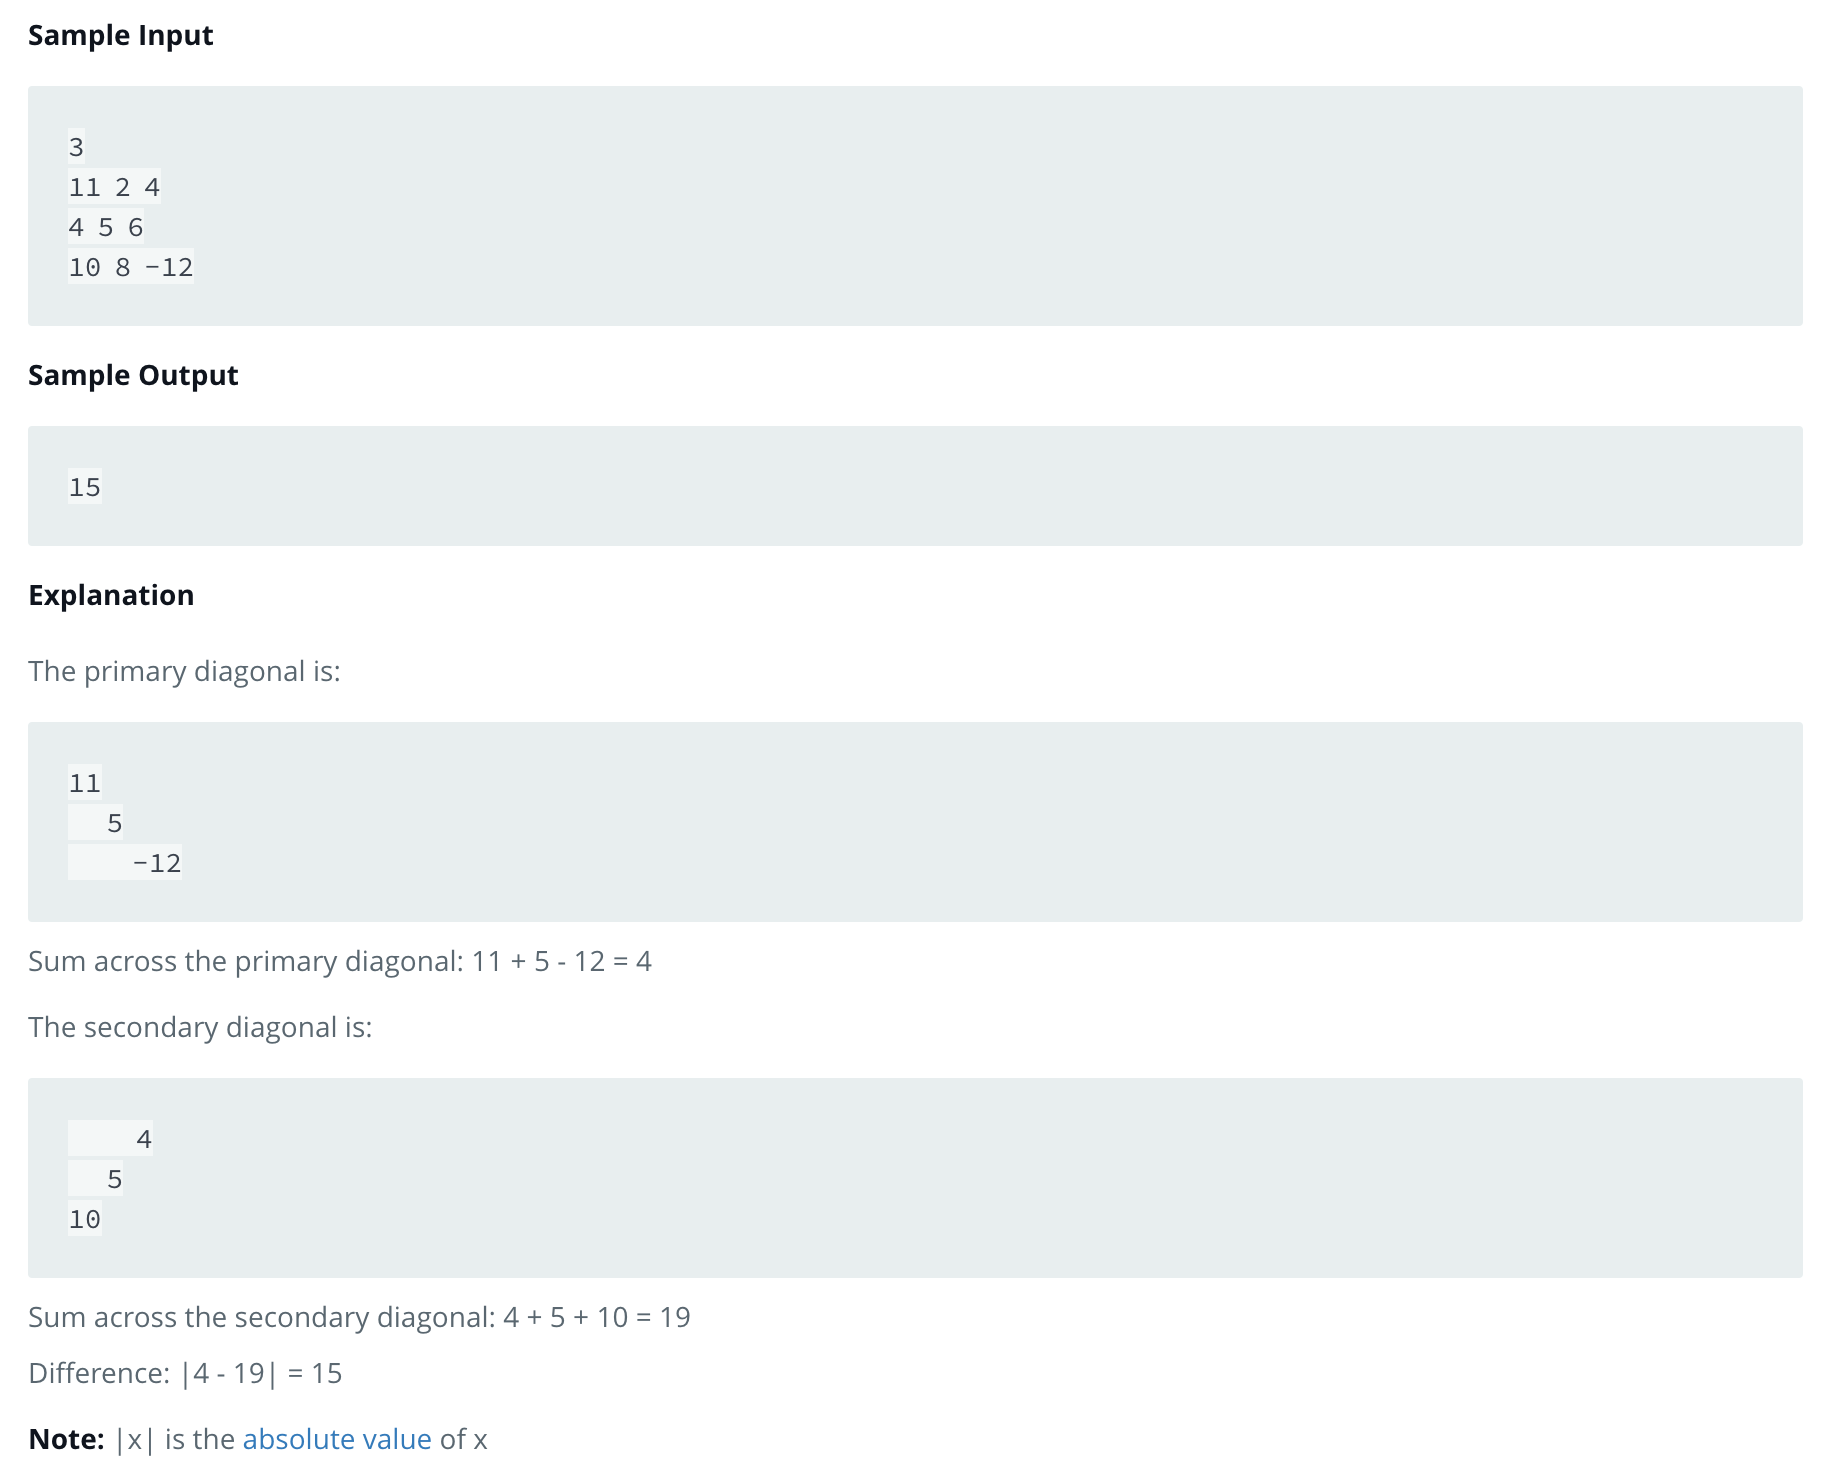 Sample Input
3
11 2 4
4 5 6
10 8 -12
Sample Output
15
Explanation
The primary diagonal is:
11
   5
     -12
Sum across the primary diagonal: 11 + 5 - 12 = 4
The secondary diagonal is:
     4
   5
10
Sum across the secondary diagonal: 4 + 5 + 10 = 19
Difference: |4 - 19| = 15
Note: |x| is the absolute value of x